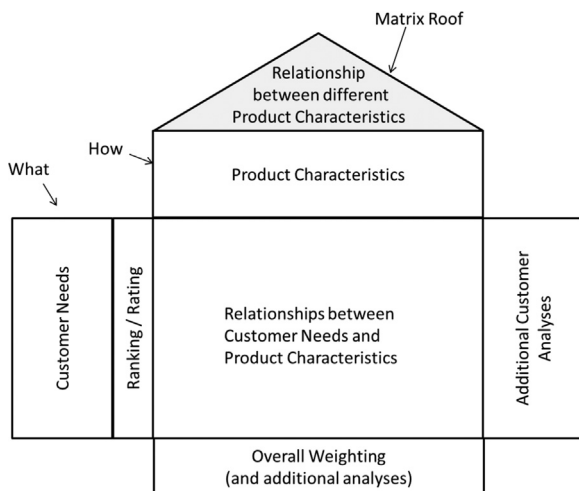 Matrix Roof
Relationship
between different
Product Characteristics
How
What
Product Characteristics
Customer Needs
Ranking / Rating
Relationships between
Customer Needs and
Product Characteristics
Additional Customer
Analyses
Overall Weighting
(and additional analyses)